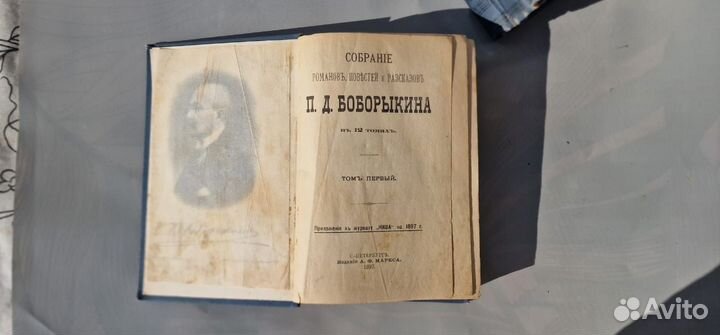 СОБРАНІЕ
РОМАНОВЪ, ПОВѢСТЕЙ и РАЗСКАЗОВЪ
П. Д. БОБОРЫКИНА
въ 12 томахъ.
ТОМЪ ПЕРВЫЙ.
Приложеніе къ журналу „НИВА“ на 1897 г.
С.-ПЕТЕРБУРГЪ.
Изданіе А. Ф. МАРКСА.
1897.
Avito